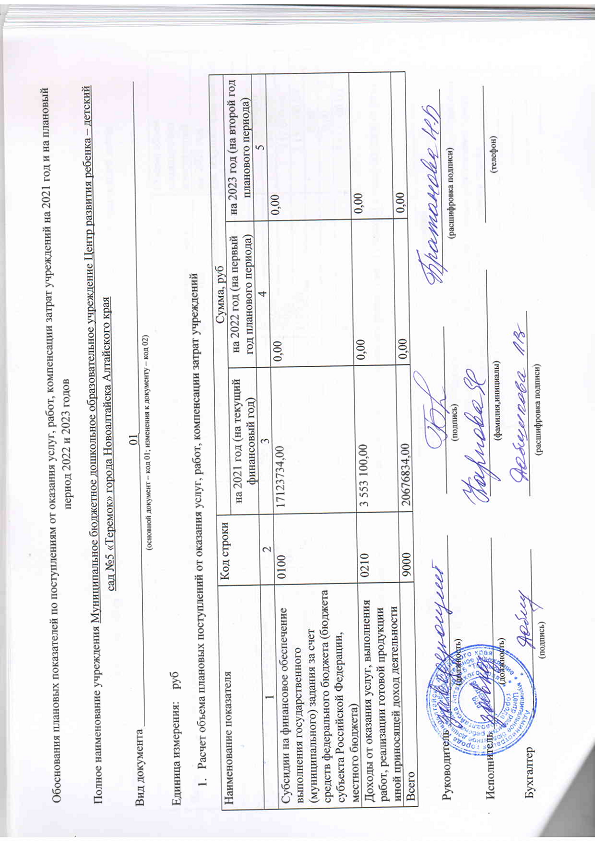 Обоснования плановых показателей по поступлениям от оказания услуг, работ, компенсации затрат учреждений на 2021 год и на плановый
период 2022 и 2023 годов
Полное наименование учреждения Муниципальное бюджетное дошкольное образовательное учреждение Центр развития ребенка – детский
сад №5 «Теремок» города Новоалтайска Алтайского края
Вид документа 01
(основной документ – код 01; изменения к документу – код 02)
Единица измерения: руб
1. Расчет объема плановых поступлений от оказания услуг, работ, компенсации затрат учреждений
Наименование показателя Код строки Сумма, руб
на 2021 год (на текущий финансовый год) на 2022 год (на первый год планового периода) на 2023 год (на второй год планового периода)
1 2 3 4 5
Субсидии на финансовое обеспечение 0100 17123734,00 0,00 0,00
выполнения государственного
(муниципального) задания за счет
средств федерального бюджета (бюджета
субъекта Российской Федерации,
местного бюджета)
Доходы от оказания услуг, выполнения 0210 3 553 100,00 0,00 0,00
работ, реализации готовой продукции
иной приносящей доход деятельности
Всего 9000 20676834,00 0,00 0,00
Руководитель заведующий
(должность) (подпись) (расшифровка подписи)
Исполнитель
(должность) (фамилия,инициалы) (телефон)
Бухгалтер
(подпись) (расшифровка подписи)